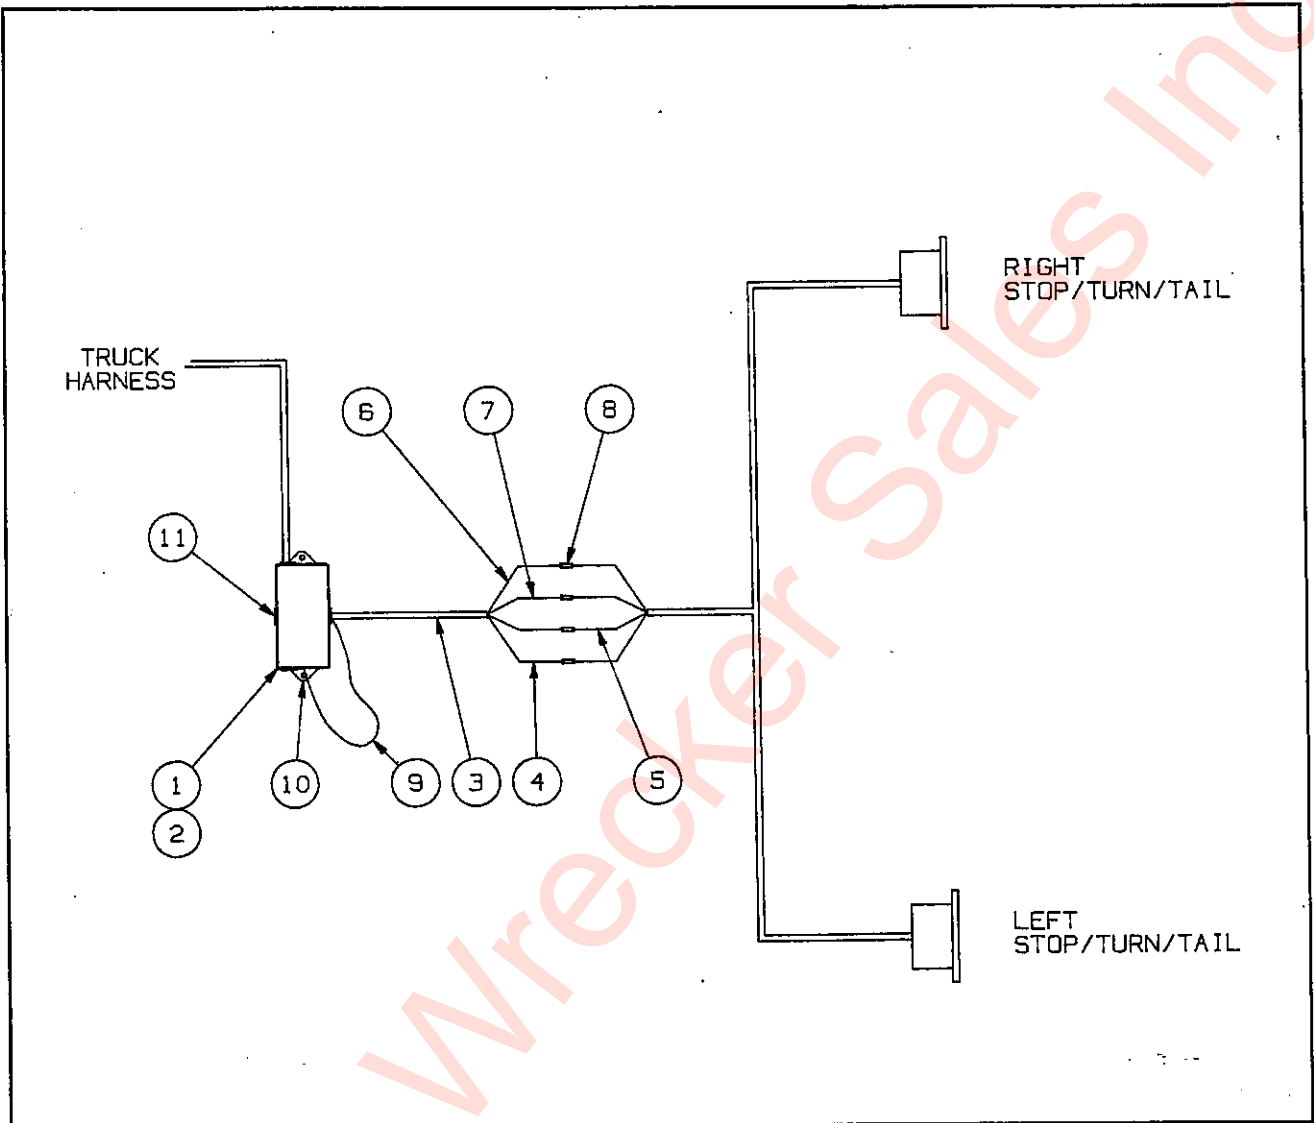 RIGHT
STOP/TURN/TAIL
TRUCK
HARNESS
6
7
8
11
1
2
10
9
3
4
5
LEFT
STOP/TURN/TAIL
Wrecker Sales Inc